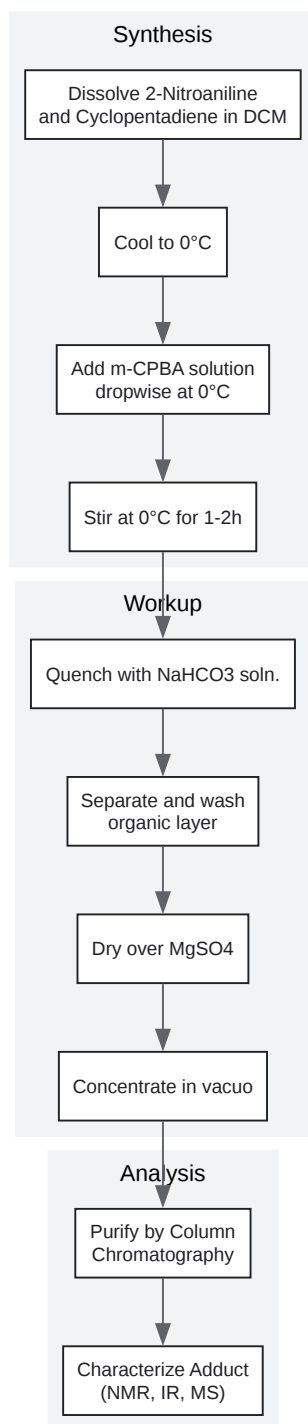 Synthesis
Dissolve 2-Nitroaniline
and Cyclopentadiene in DCM
Cool to 0°C
Add m-CPBA solution
dropwise at 0°C
Stir at 0°C for 1-2h
Workup
Quench with NaHCO3 soln.
Separate and wash
organic layer
Dry over MgSO4
Concentrate in vacuo
Analysis
Purify by Column
Chromatography
Characterize Adduct
(NMR, IR, MS)